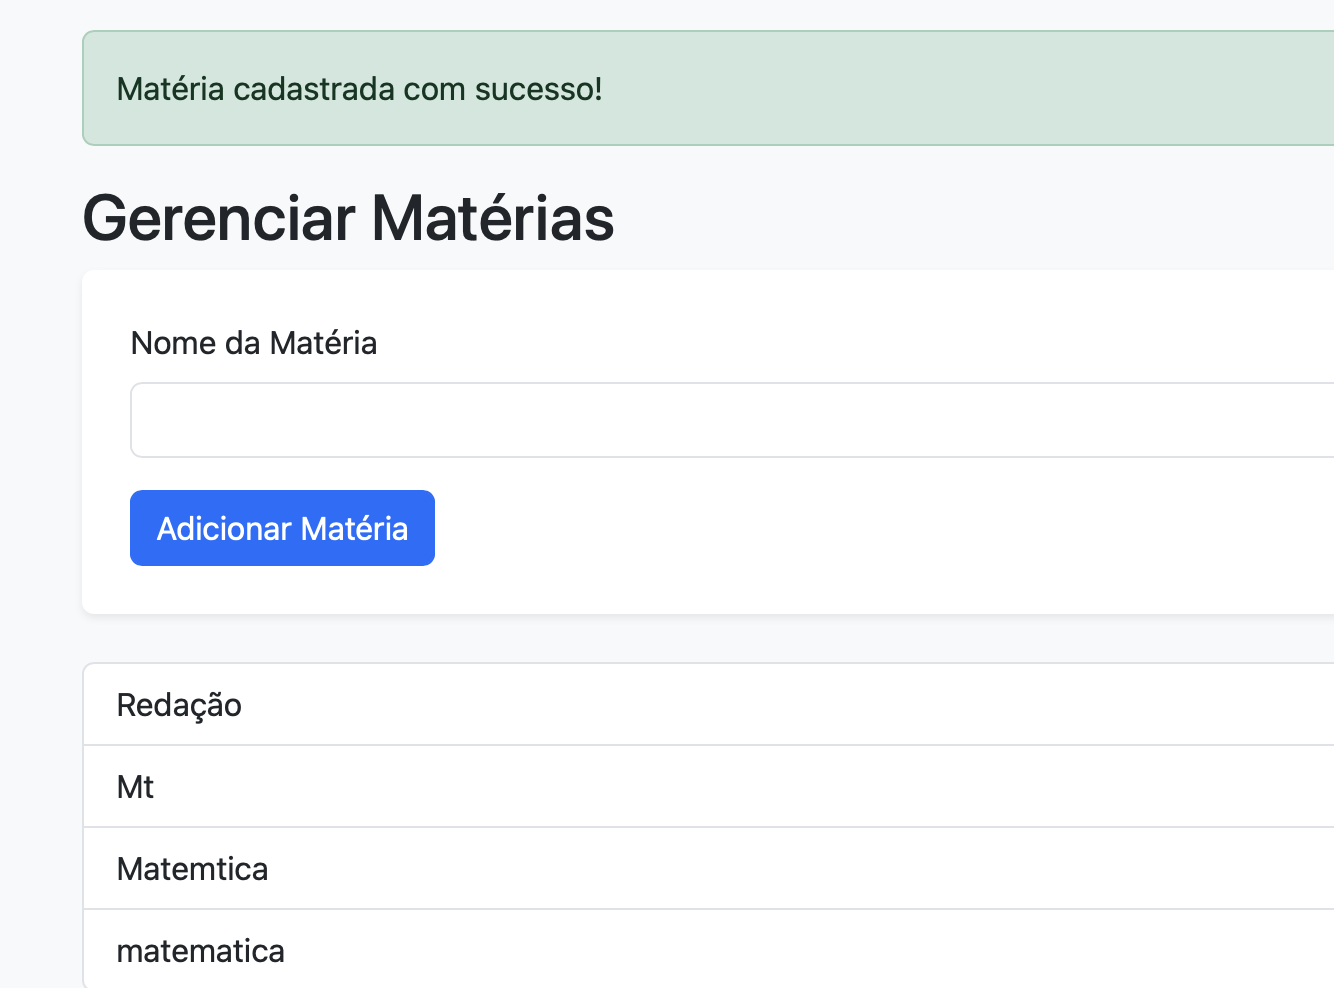 Matéria cadastrada com sucesso!
Gerenciar Matérias
Nome da Matéria
Adicionar Matéria
Redação
Mt
Matemtica
matematica